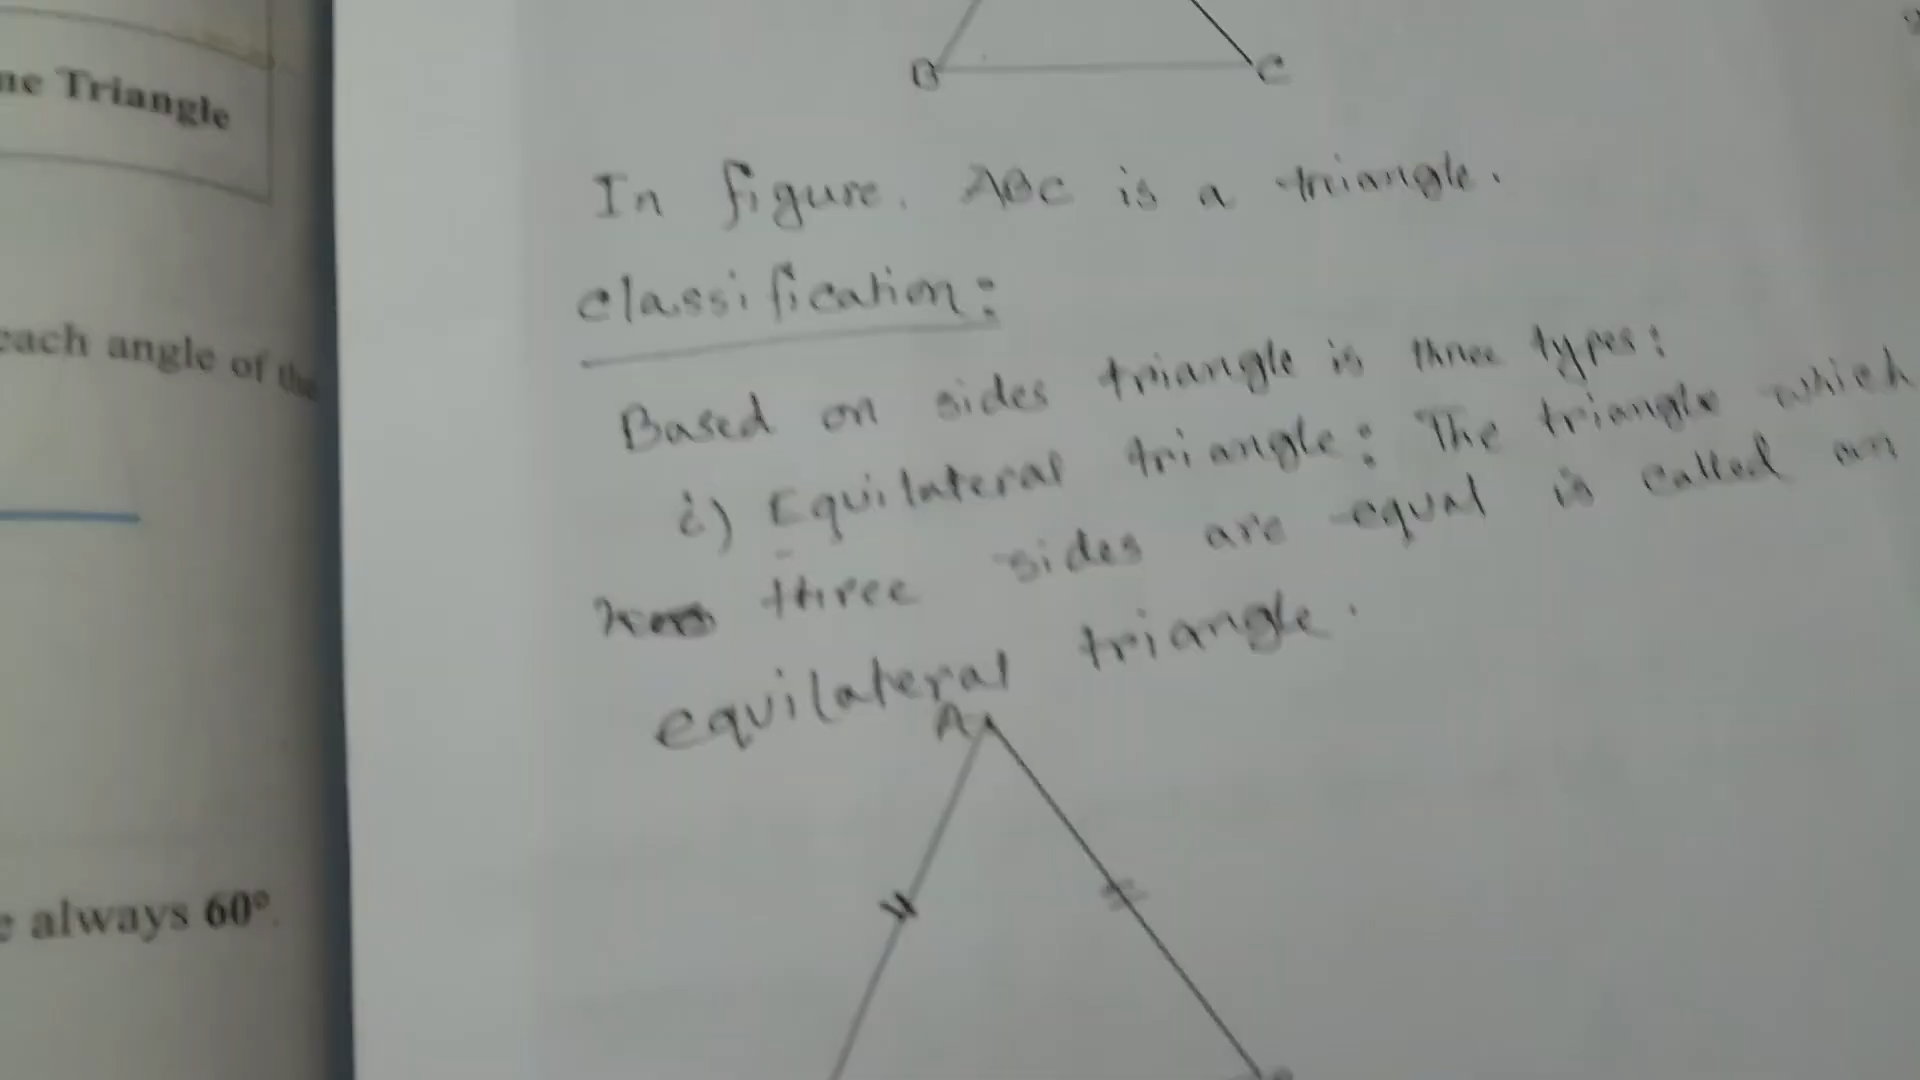 ne Triangle
each angle of the
e always 60°.
B C
In figure, ABC is a triangle.
classification:
Based on sides triangle is three types:
i) Equilateral triangle: The triangle which
three sides are equal is called an
equilateral triangle.
A